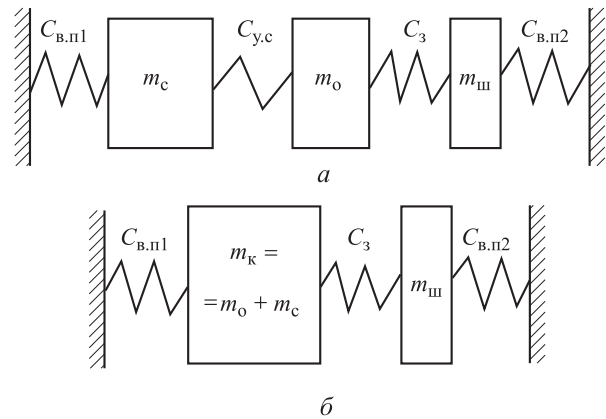 Cв.п1 Cу.с Cз Cв.п2
mс mо mш
а
Cв.п1 Cз Cв.п2
mк =
= mо + mс
mш
б